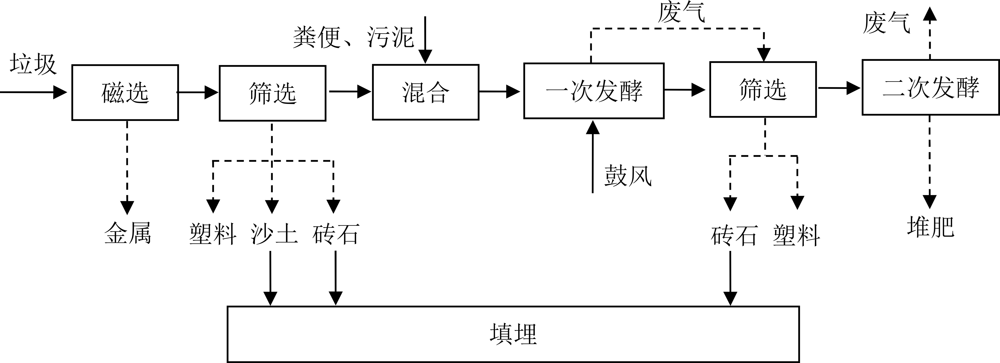 废气
废气
粪便、污泥
垃圾
磁选
筛选
混合
一次发酵
筛选
二次发酵
鼓风
金属
塑料
沙土
砖石
砖石
塑料
堆肥
填埋